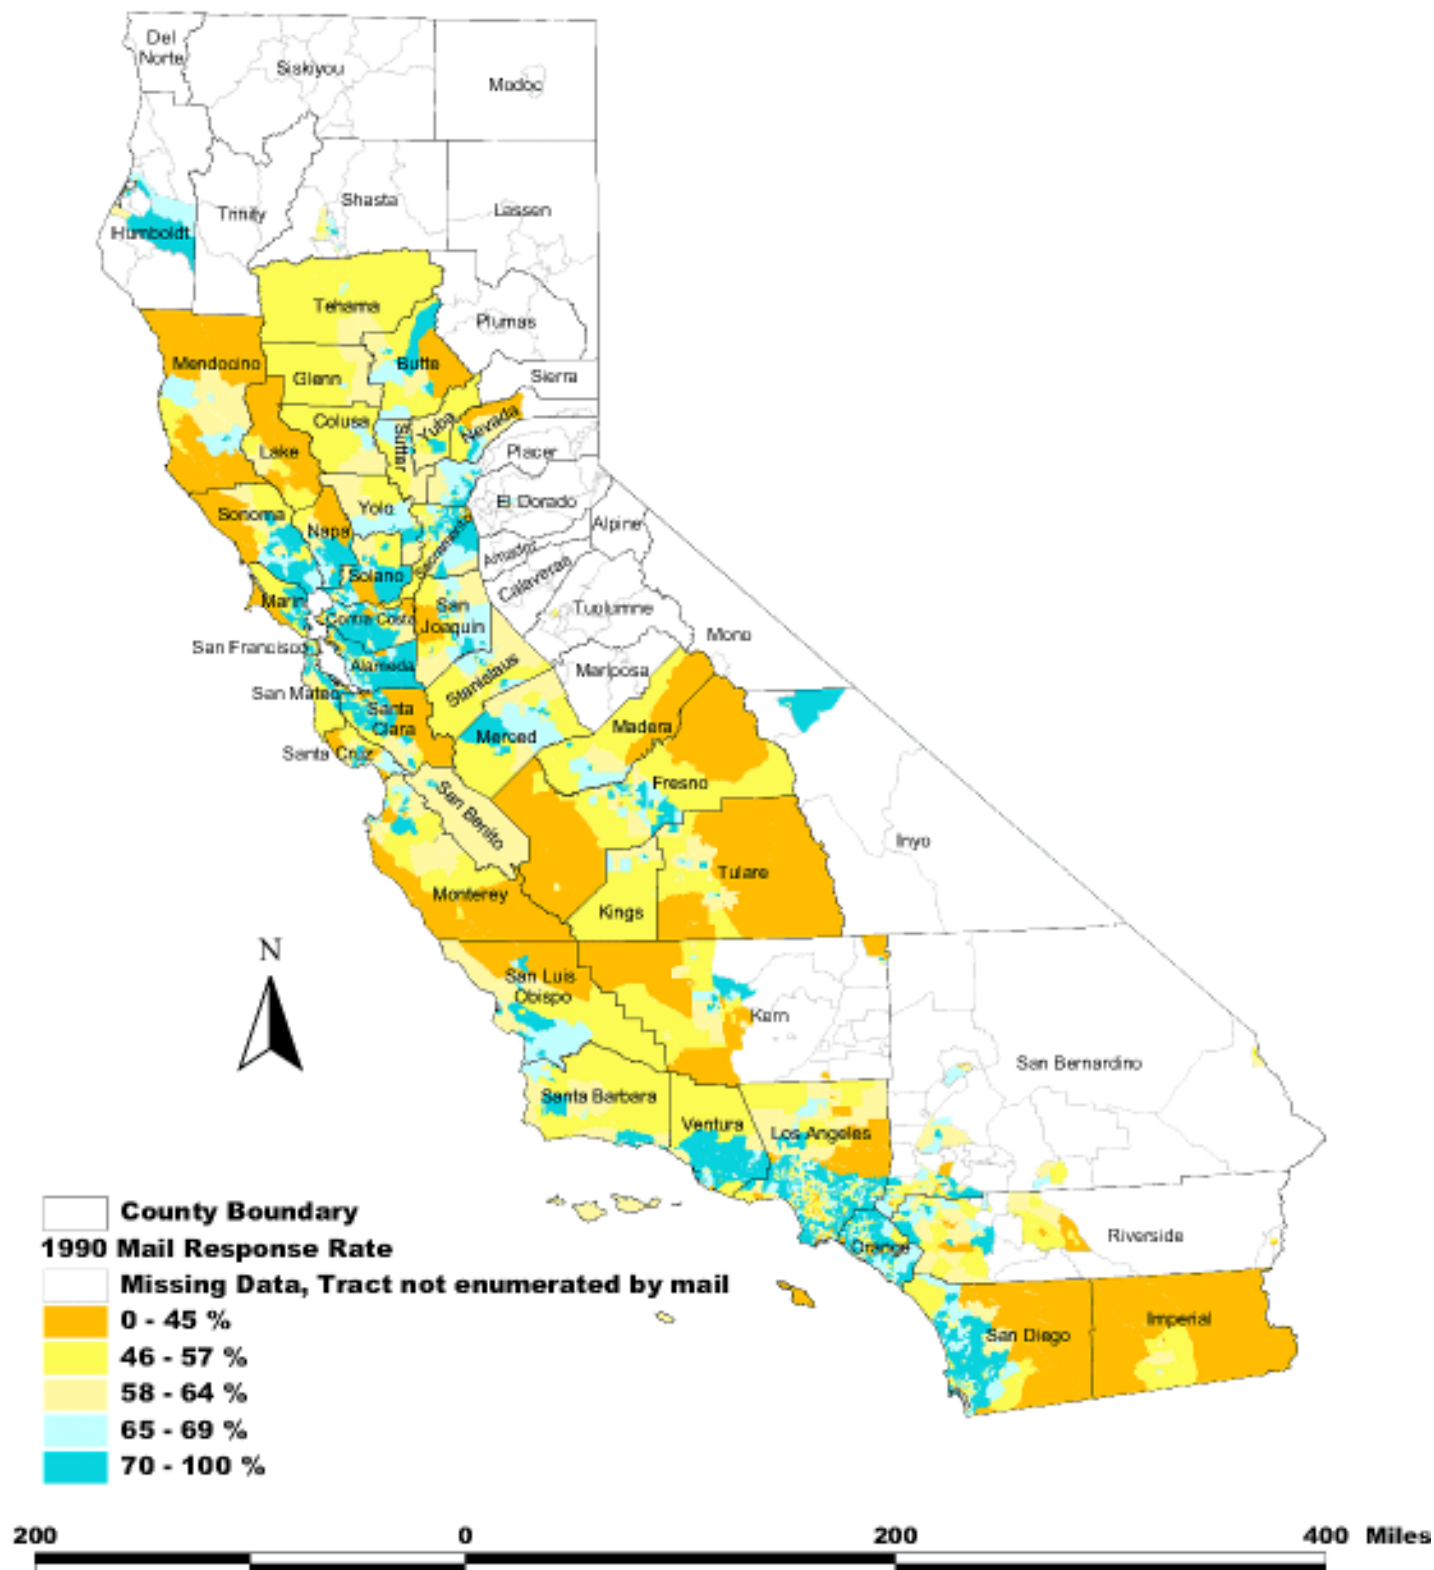 Del
Norte
Siskiyou
Modoc
Shasta
Lassen
Trinity
Humboldt
Tehama
Plumas
Mendocino
Butte
Glenn
Sierra
Colusa
Yuba
Nevada
Sutter
Lake
Placer
Yolo
El Dorado
Sonoma
Napa
Sacramento
Alpine
Amador
Solano
Calaveras
Marin
San
Joaquin
Contra Costa
Tuolumne
Mono
San Francisco
Alameda
Mariposa
Stanislaus
San Mateo
Santa
Clara
Merced
Madera
Santa Cruz
Fresno
San Benito
Inyo
Tulare
Monterey
Kings
N
San Luis
Obispo
Kern
San Bernardino
Santa Barbara
Ventura
Los Angeles
Orange
Riverside
San Diego
Imperial
County Boundary
1990 Mail Response Rate
Missing Data, Tract not enumerated by mail
0 - 45 %
46 - 57 %
58 - 64 %
65 - 69 %
70 - 100 %
200 0 200 400 Miles